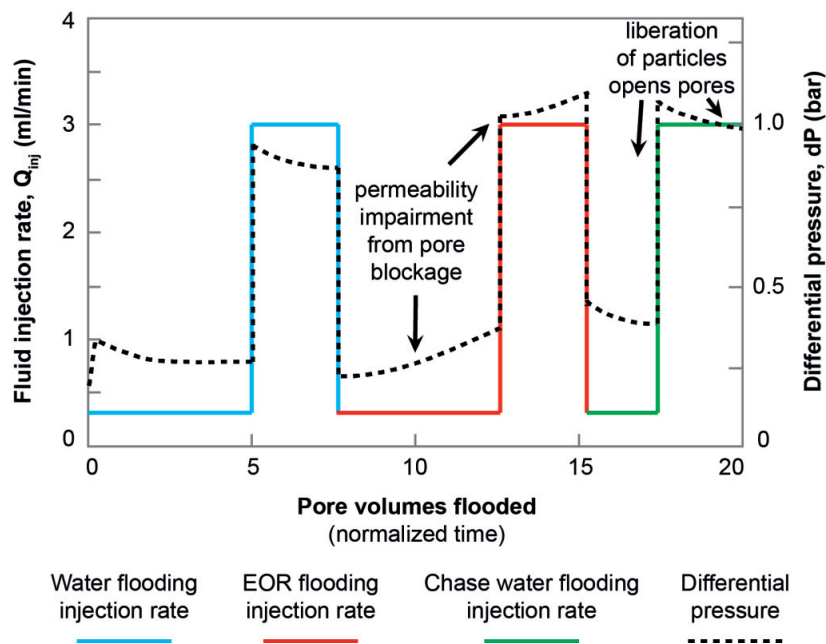 4
3
2
1
0
Fluid injection rate, Qinj (ml/min)
liberation
of particles
opens pores
permeability
impairment
from pore
blockage
1.0
0.5
0
Differential pressure, dP (bar)
0 5 10 15 20
Pore volumes flooded
(normalized time)
Water flooding
injection rate
EOR flooding
injection rate
Chase water flooding
injection rate
Differential
pressure